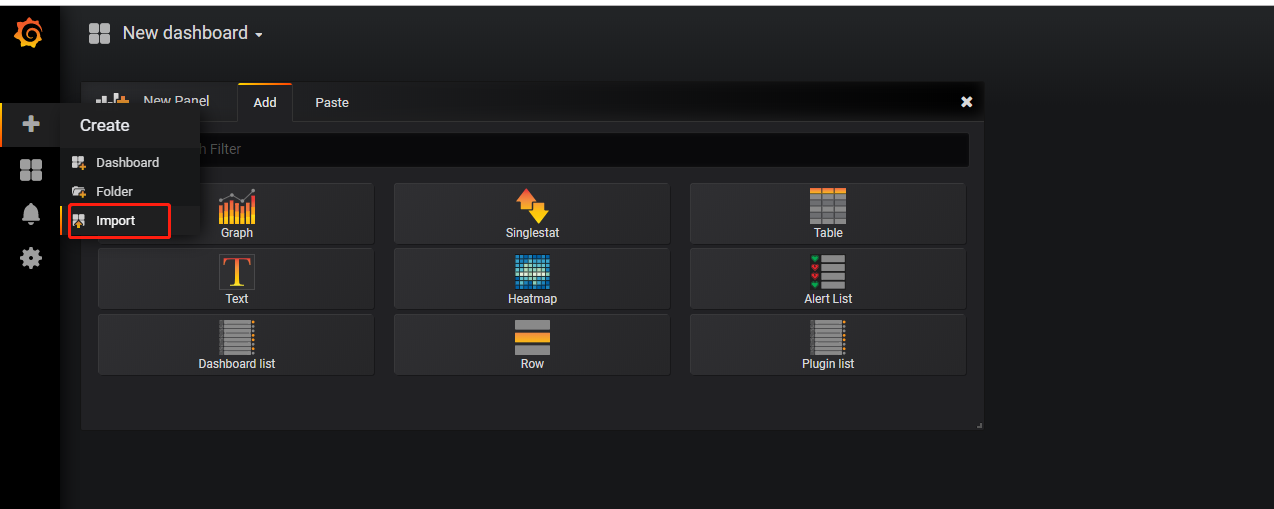 New dashboard
New Panel
Add
Paste
Create
Filter
Dashboard
Folder
Import
Graph
Singlestat
Table
Text
Heatmap
Alert List
Dashboard list
Row
Plugin list